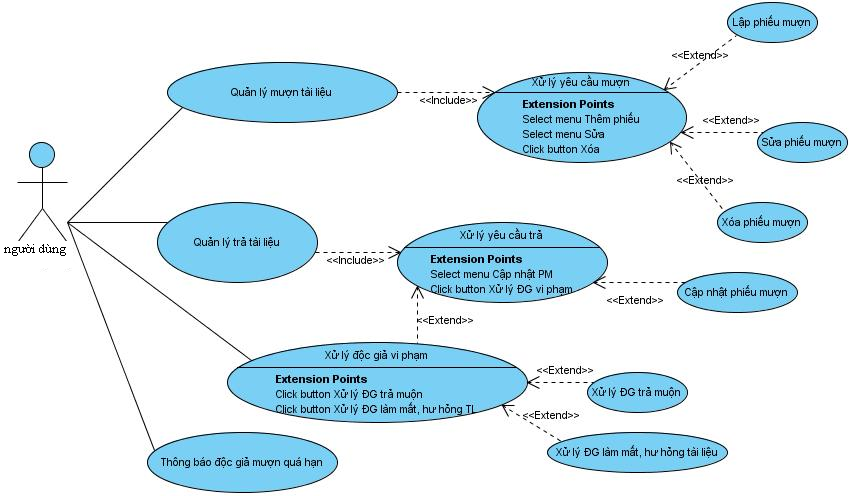 Lập phiếu mượn
<<Extend>>
Quản lý mượn tài liệu
<<Include>>
Xử lý yêu cầu mượn
Extension Points
Select menu Thêm phiếu
Select menu Sửa
Click button Xóa
<<Extend>>
Sửa phiếu mượn
<<Extend>>
Xóa phiếu mượn
người dùng
Quản lý trả tài liệu
<<Include>>
Xử lý yêu cầu trả
Extension Points
Select menu Cập nhật PM
Click button Xử lý ĐG vi phạm
<<Extend>>
Cập nhật phiếu mượn
<<Extend>>
Xử lý độc giả vi phạm
Extension Points
Click button Xử lý ĐG trả muộn
Click button Xử lý ĐG làm mất, hư hỏng TL
<<Extend>>
Xử lý ĐG trả muộn
<<Extend>>
Xử lý ĐG làm mất, hư hỏng tài liệu
Thông báo độc giả mượn quá hạn